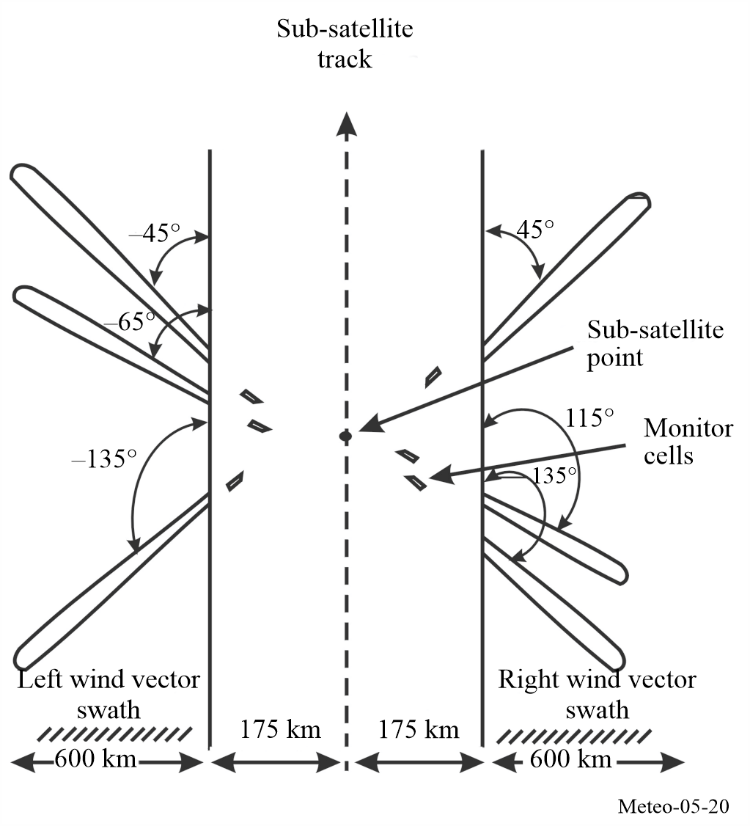 Sub-satellite
track
–45°
45°
–65°
Sub-satellite
point
115°
Monitor
cells
–135°
135°
Left wind vector
swath
Right wind vector
swath
175 km
175 km
600 km
600 km
Meteo-05-20